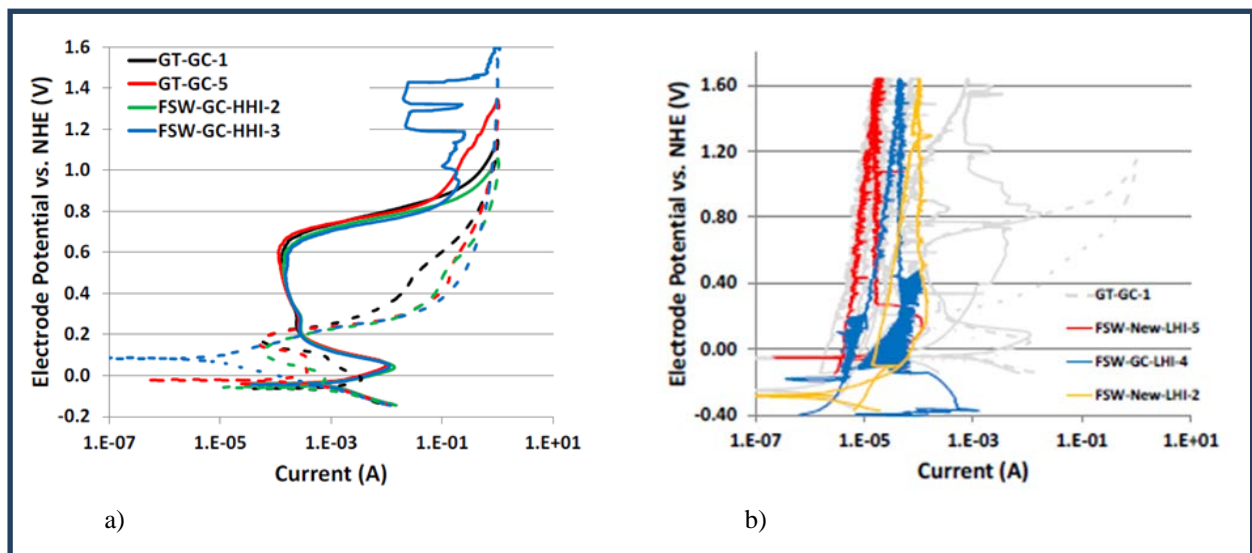 1.6
1.4
1.2
1.0
0.8
0.6
0.4
0.2
0.0
-0.2
Electrode Potential vs. NHE (V)
GT-GC-1
GT-GC-5
FSW-GC-HHI-2
FSW-GC-HHI-3
1.E-07 1.E-05 1.E-03 1.E-01 1.E+01
Current (A)
a)
1.60
1.20
0.80
0.40
0.00
-0.40
Electrode Potential vs. NHE (V)
GT-GC-1
FSW-New-LHI-5
FSW-GC-LHI-4
FSW-New-LHI-2
1.E-07 1.E-05 1.E-03 1.E-01 1.E+01
Current (A)
b)